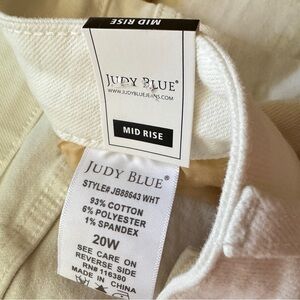 MID RISE
JUDY BLUE®
WWW.JUDYBLUEJEANS.COM
MID RISE
JUDY BLUE®
STYLE# JB88643 WHT
93% COTTON
6% POLYESTER
1% SPANDEX
20W
SEE CARE ON
REVERSE SIDE
RN# 116380
MADE IN CHINA